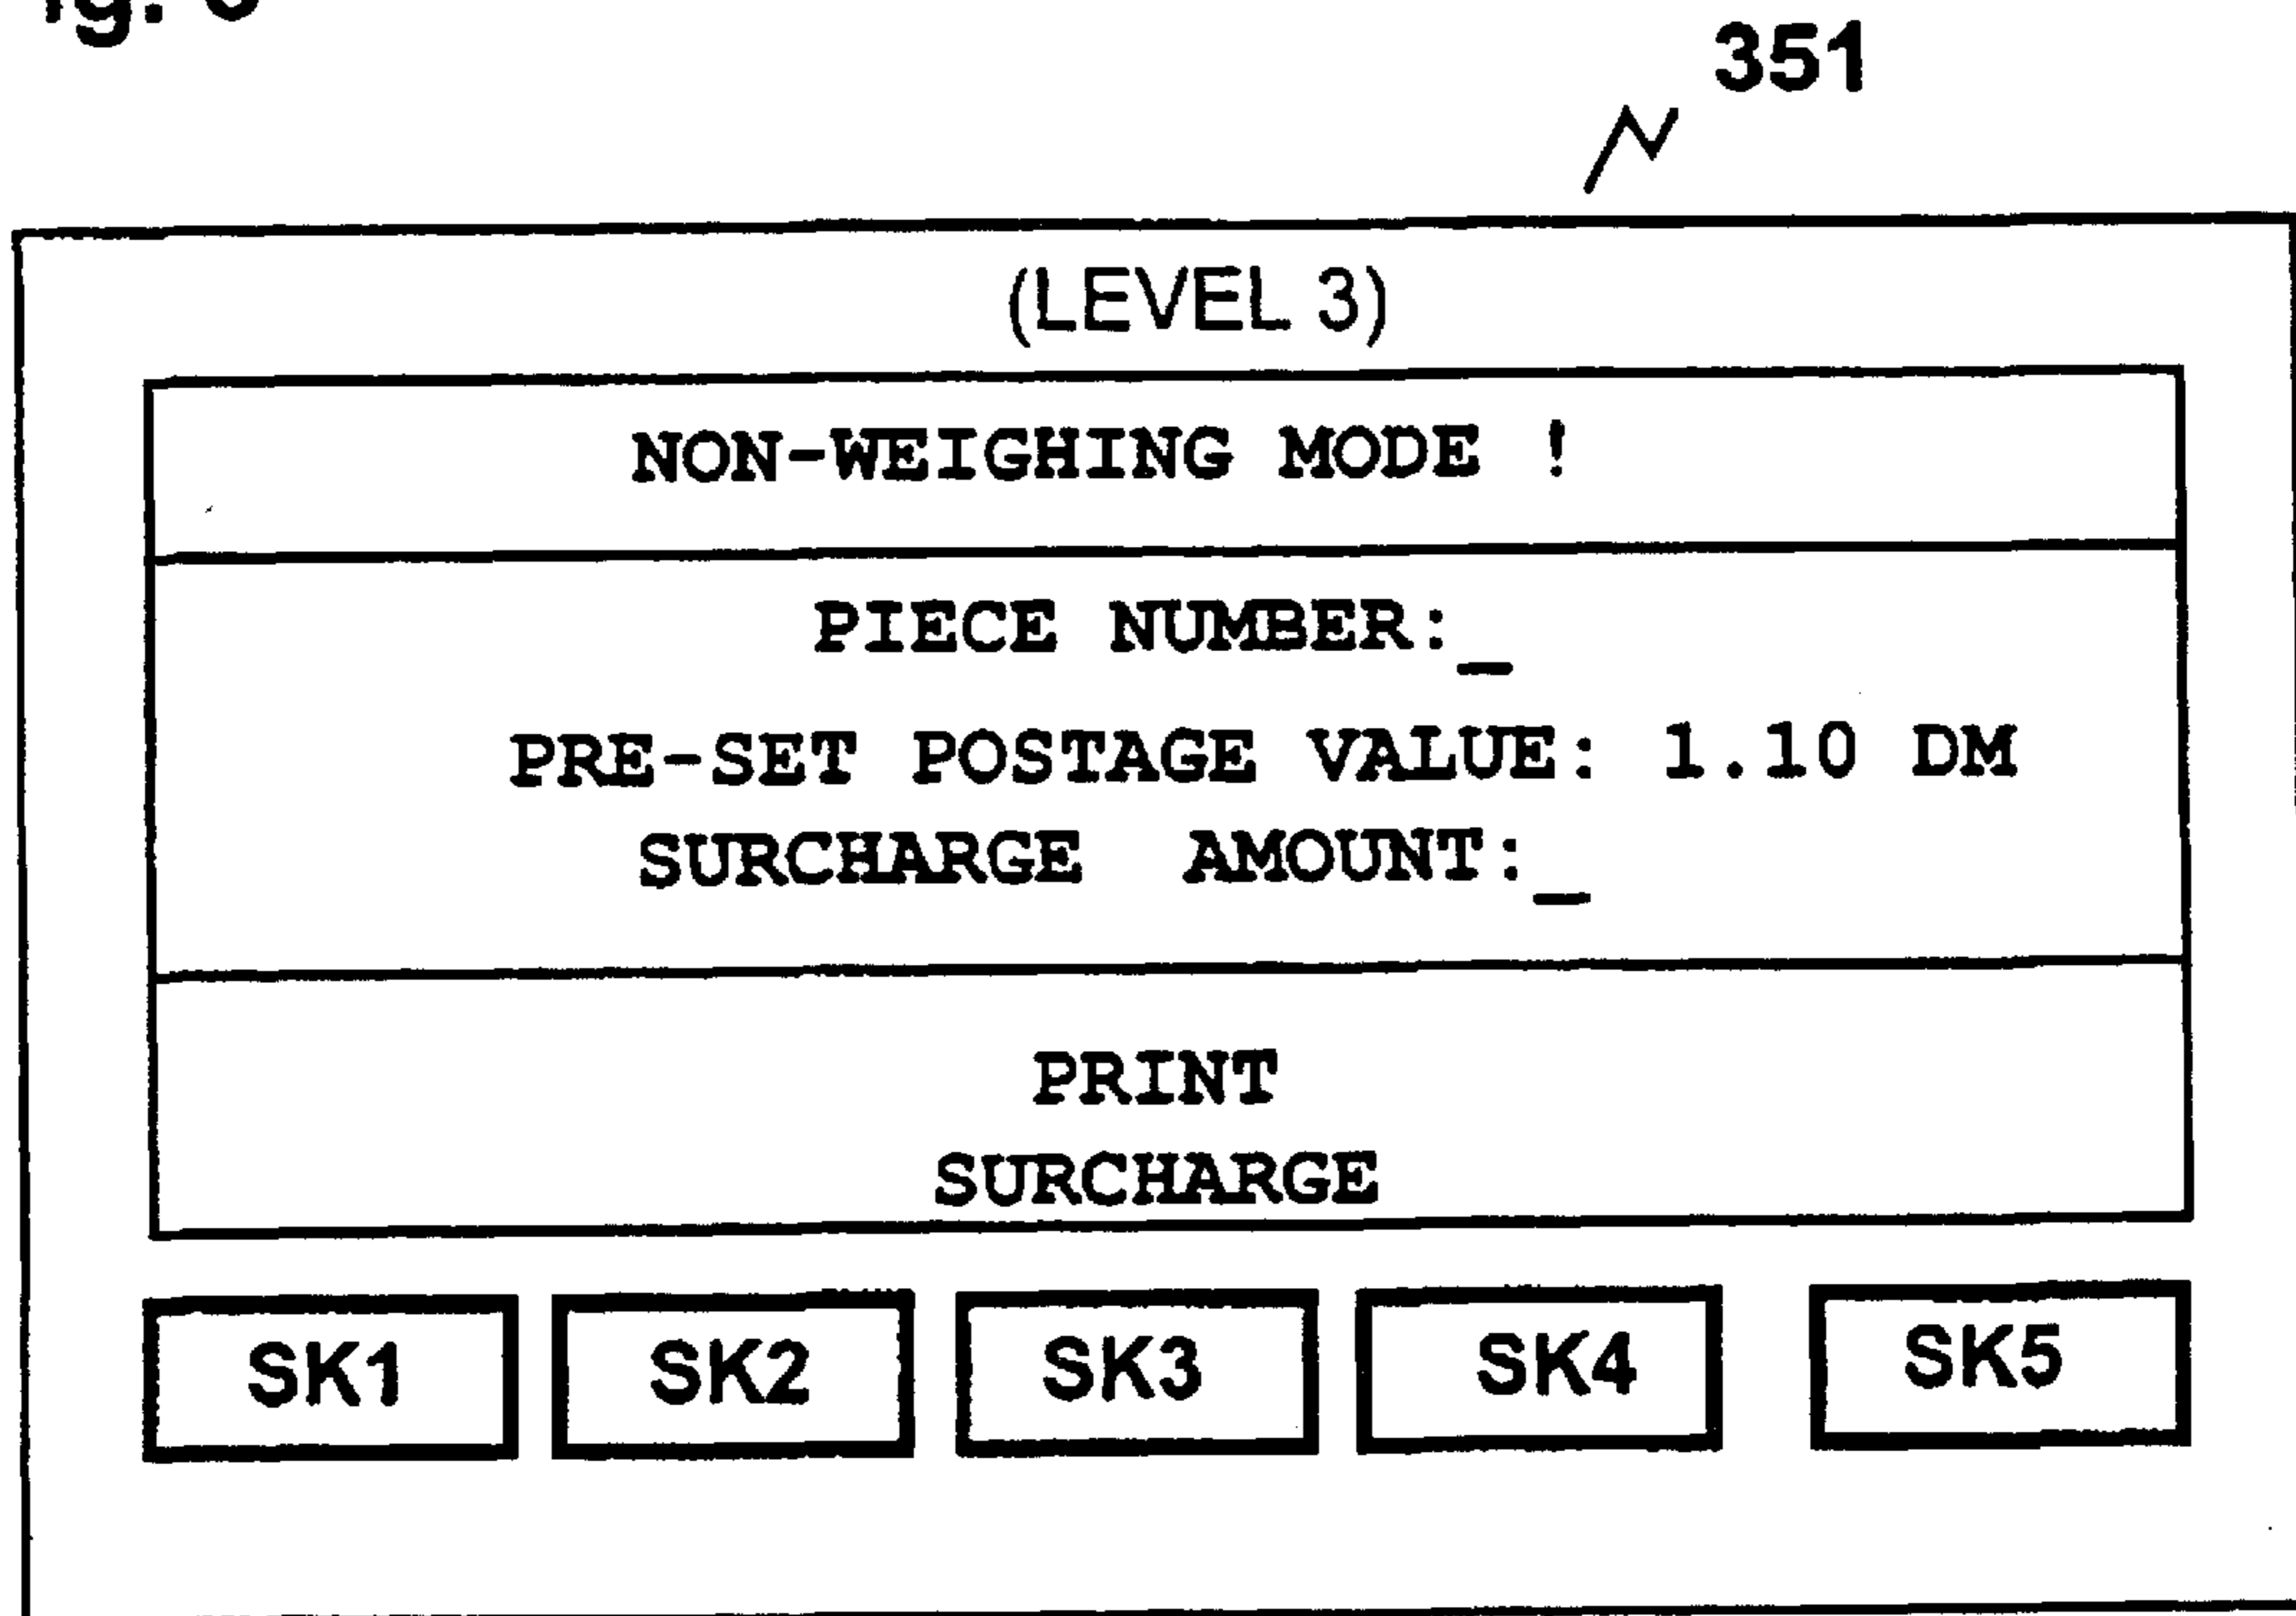 351
(LEVEL 3)
NON-WEIGHING MODE !
PIECE NUMBER:_
PRE-SET POSTAGE VALUE: 1.10 DM
SURCHARGE AMOUNT:_
PRINT
SURCHARGE
SK1 SK2 SK3 SK4 SK5